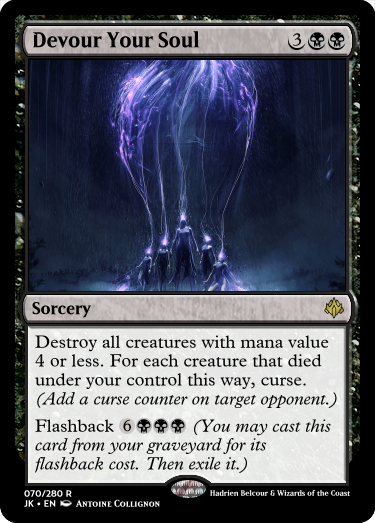 Devour Your Soul 3
Sorcery
Destroy all creatures with mana value
4 or less. For each creature that died
under your control this way, curse.
(Add a curse counter on target opponent.)
Flashback 6 (You may cast this
card from your graveyard for its
flashback cost. Then exile it.)
070/280 R
JK • EN Antoine Collignon
Hadrien Belcour & Wizards of the Coast